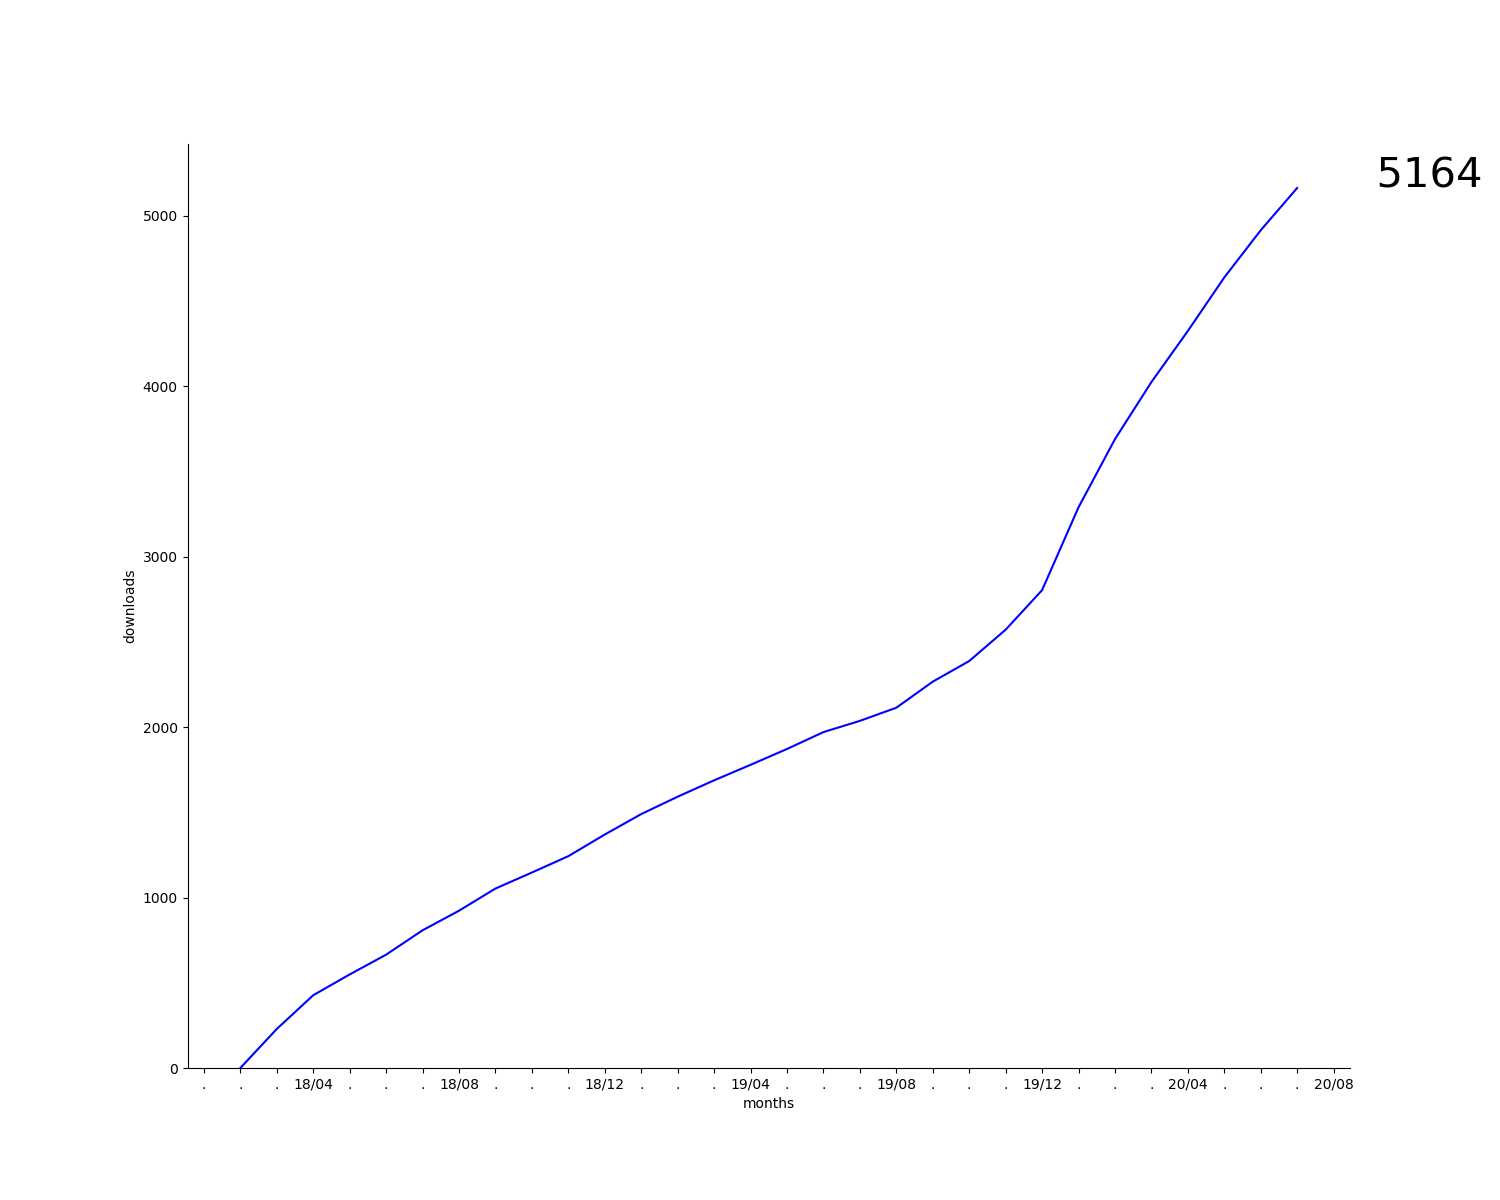 5164
5000
4000
3000
2000
1000
0
downloads
. . . 18/04 . . . 18/08 . . . 18/12 . . . 19/04 . . . 19/08 . . . 19/12 . . . 20/04 . . . 20/08
months